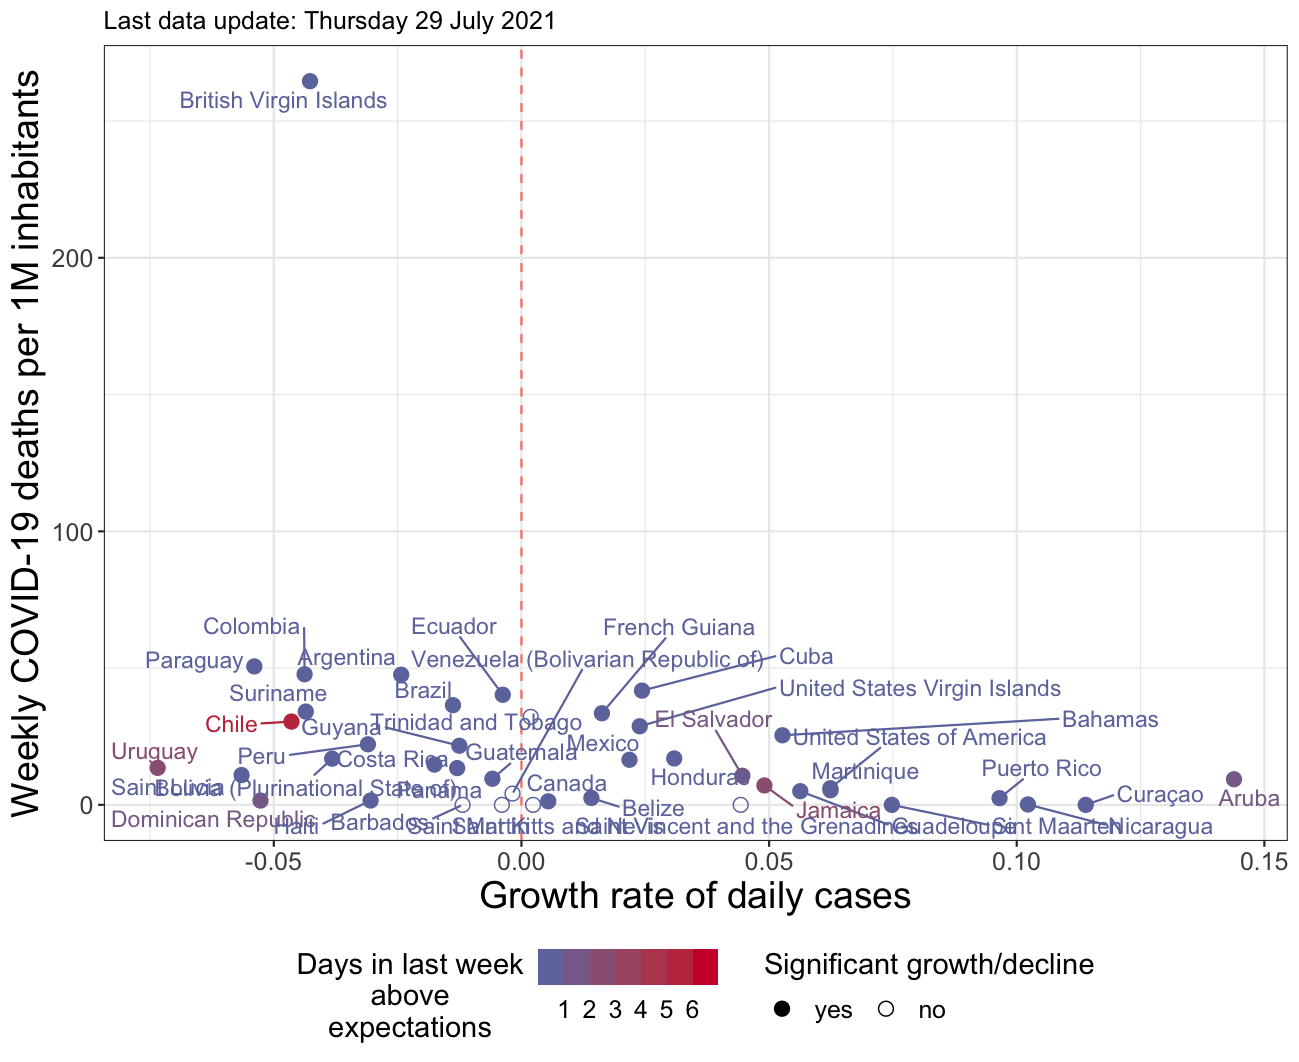 Last data update: Thursday 29 July 2021
Weekly COVID-19 deaths per 1M inhabitants
200
100
0
British Virgin Islands
Colombia
Ecuador
French Guiana
Paraguay
Argentina
Venezuela (Bolivarian Republic of)
Cuba
Suriname
Brazil
United States Virgin Islands
Chile
Guyana
Trinidad and Tobago
El Salvador
Bahamas
Uruguay
Peru
Costa Rica
Guatemala
Mexico
United States of America
Saint Lucia
Bolivia (Plurinational State of)
Panama
Canada
Honduras
Martinique
Puerto Rico
Curaçao
Aruba
Dominican Republic
Haiti
Barbados
Saint Martin
Saint Kitts and Nevis
Belize
Saint Vincent and the Grenadines
Jamaica
Guadeloupe
Sint Maarten
Nicaragua
-0.05
0.00
0.05
0.10
0.15
Growth rate of daily cases
Days in last week
above
expectations
1 2 3 4 5 6
Significant growth/decline
yes no